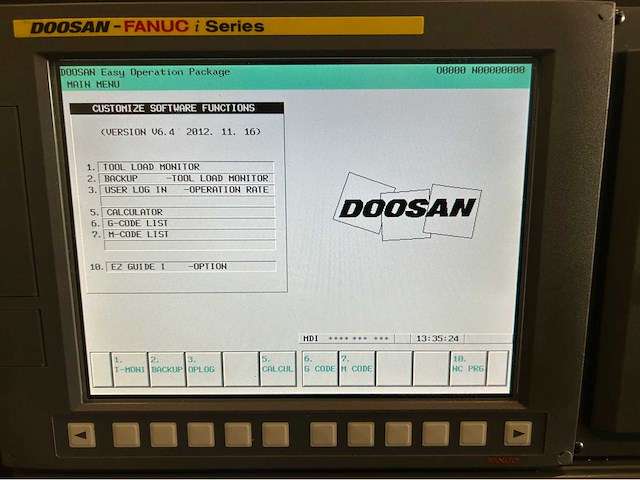 DOOSAN-FANUC i Series
DOOSAN Easy Operation Package O0000 N00000000
MAIN MENU
CUSTOMIZE SOFTWARE FUNCTIONS
(VERSION V6.4 2012. 11. 16)
1. TOOL LOAD MONITOR
2. BACKUP -TOOL LOAD MONITOR
3. USER LOG IN -OPERATION RATE
5. CALCULATOR
6. G-CODE LIST
7. M-CODE LIST
10. EZ GUIDE i -OPTION
DOOSAN
MDI **** *** *** 13:35:24
1. 2. 3. 5. 6. 7. 10.
T-MONI BACKUP OPLOG CALCUL G CODE M CODE NC PRG
FANUC